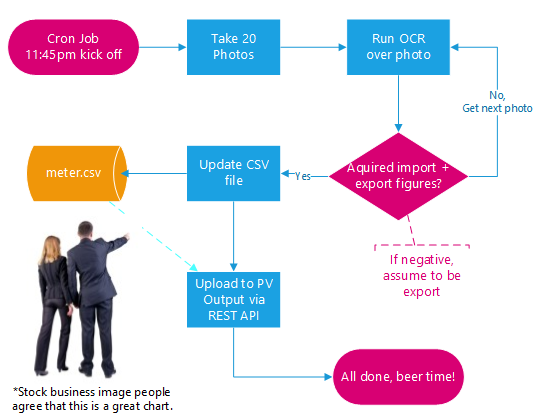 Cron Job
11:45pm kick off
Take 20
Photos
Run OCR
over photo
No,
Get next photo
Aquired import +
export figures?
Yes
Update CSV
file
meter.csv
If negative,
assume to be
export
Upload to PV
Output via
REST API
All done, beer time!
*Stock business image people
agree that this is a great chart.